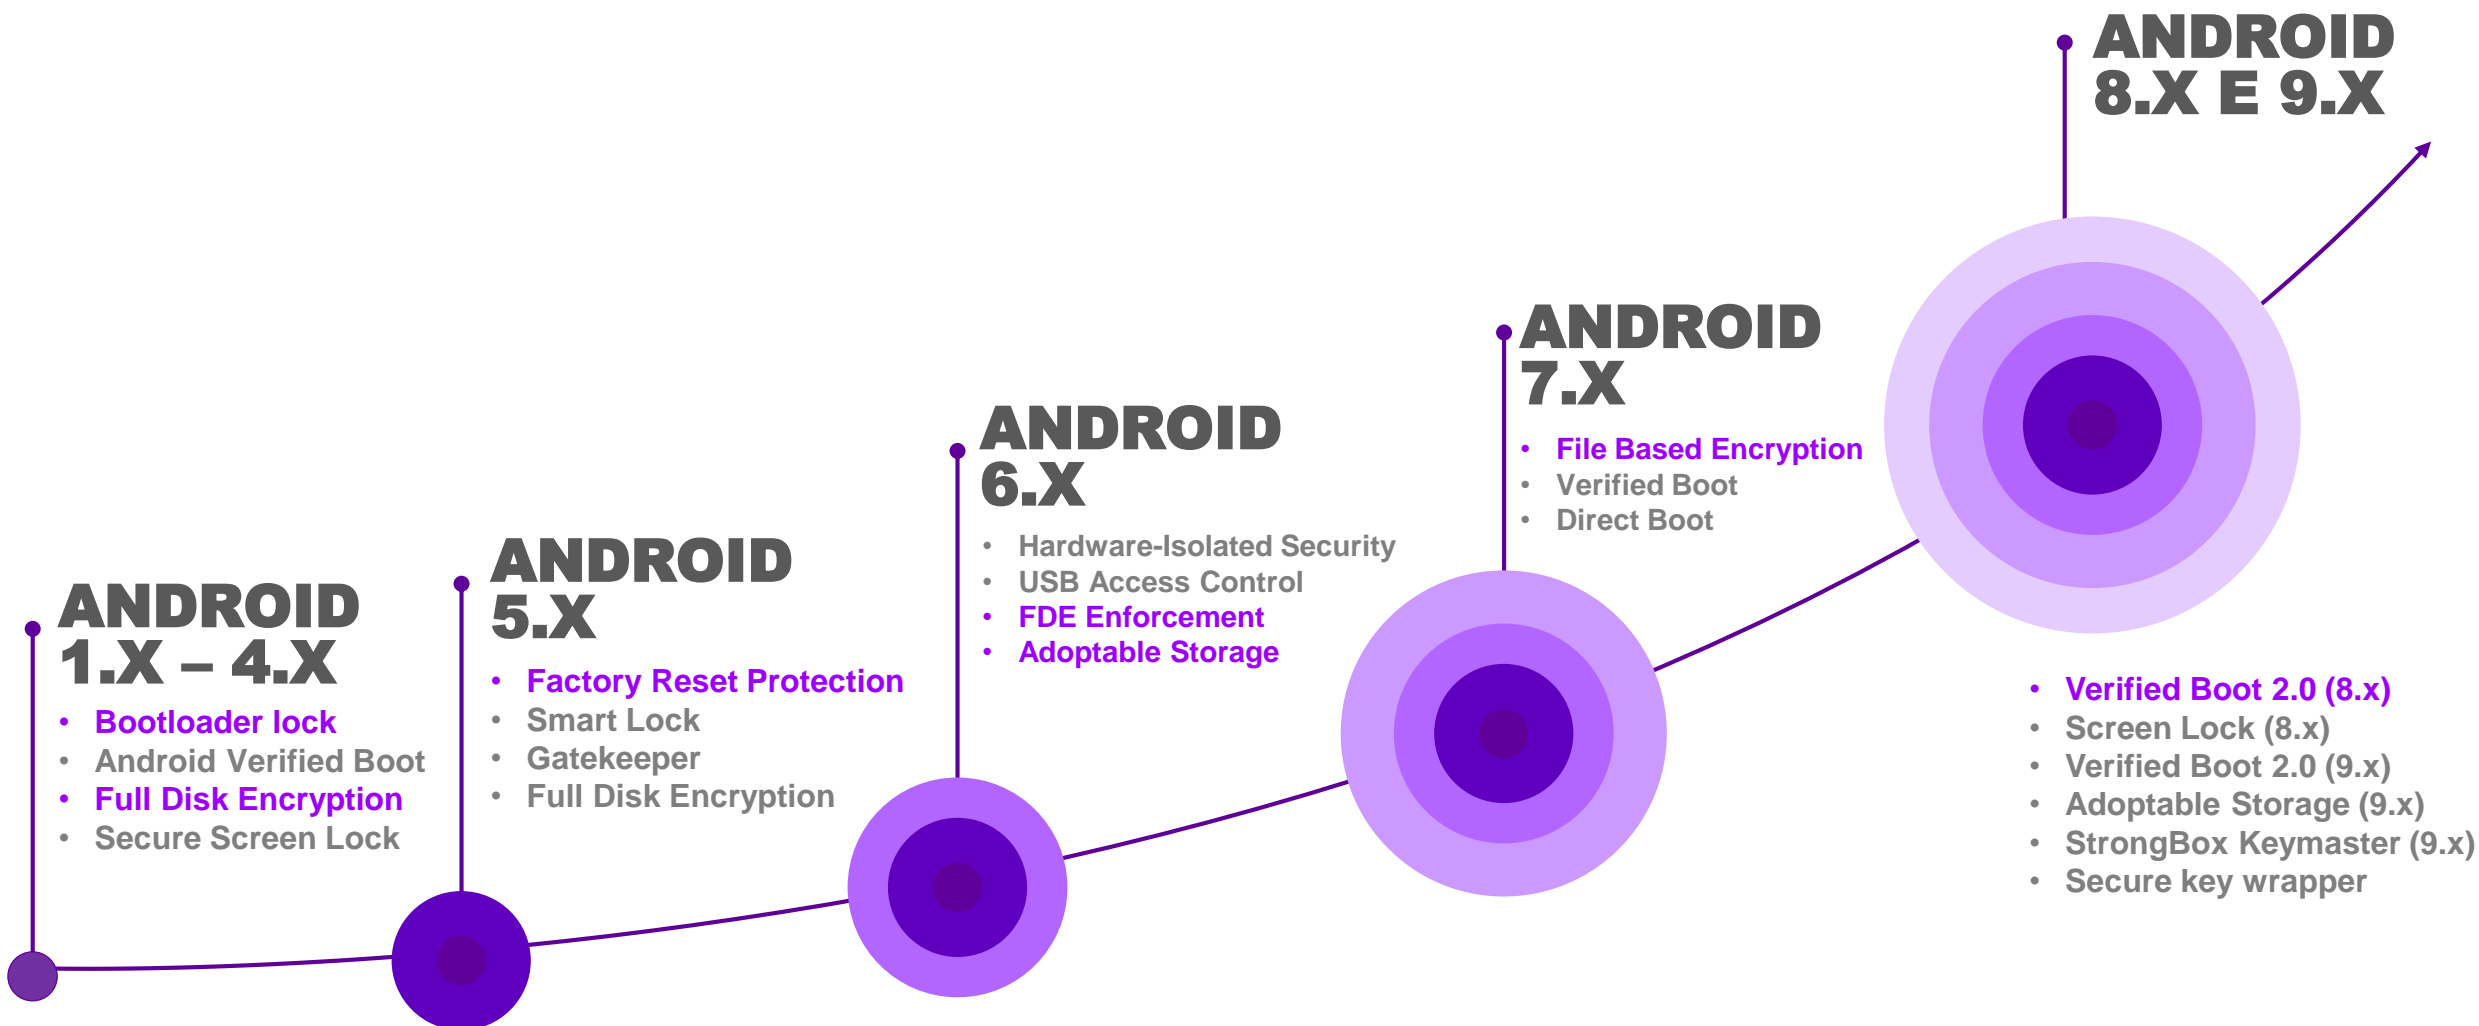 ANDROID
1.X – 4.X
• Bootloader lock
• Android Verified Boot
• Full Disk Encryption
• Secure Screen Lock
ANDROID
5.X
• Factory Reset Protection
• Smart Lock
• Gatekeeper
• Full Disk Encryption
ANDROID
6.X
• Hardware-Isolated Security
• USB Access Control
• FDE Enforcement
• Adoptable Storage
ANDROID
7.X
• File Based Encryption
• Verified Boot
• Direct Boot
ANDROID
8.X E 9.X
• Verified Boot 2.0 (8.x)
• Screen Lock (8.x)
• Verified Boot 2.0 (9.x)
• Adoptable Storage (9.x)
• StrongBox Keymaster (9.x)
• Secure key wrapper